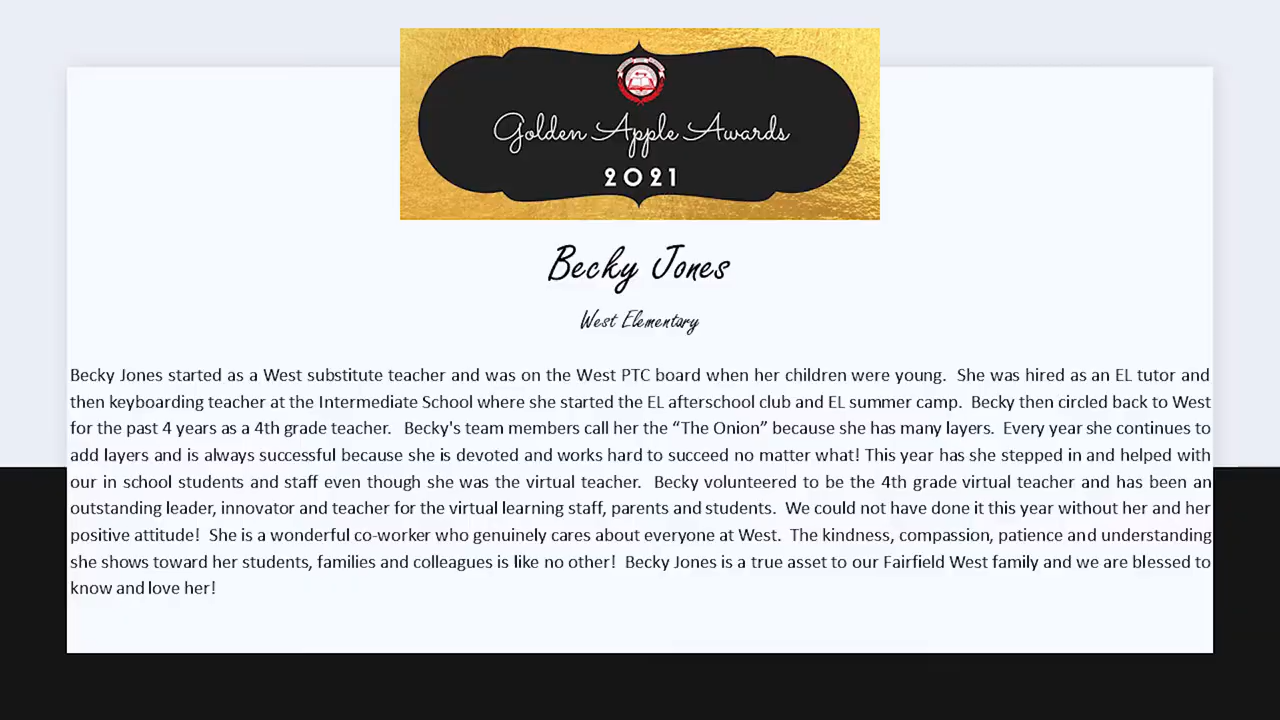 Golden Apple Awards
2021
Becky Jones
West Elementary
Becky Jones started as a West substitute teacher and was on the West PTC board when her children were young.  She was hired as an EL tutor and
then keyboarding teacher at the Intermediate School where she started the EL afterschool club and EL summer camp.  Becky then circled back to West
for the past 4 years as a 4th grade teacher.   Becky's team members call her the “The Onion” because she has many layers.  Every year she continues to
add layers and is always successful because she is devoted and works hard to succeed no matter what! This year has she stepped in and helped with
our in school students and staff even though she was the virtual teacher.  Becky volunteered to be the 4th grade virtual teacher and has been an
outstanding leader, innovator and teacher for the virtual learning staff, parents and students.  We could not have done it this year without her and her
positive attitude!  She is a wonderful co-worker who genuinely cares about everyone at West.  The kindness, compassion, patience and understanding
she shows toward her students, families and colleagues is like no other!  Becky Jones is a true asset to our Fairfield West family and we are blessed to
know and love her!